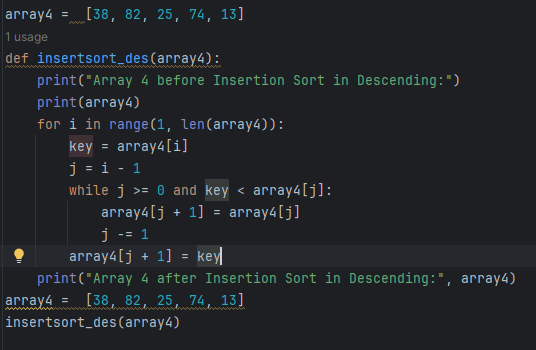 array4 =  [38, 82, 25, 74, 13]
1 usage
def insertsort_des(array4):
    print("Array 4 before Insertion Sort in Descending:")
    print(array4)
    for i in range(1, len(array4)):
        key = array4[i]
        j = i - 1
        while j >= 0 and key < array4[j]:
            array4[j + 1] = array4[j]
            j -= 1
        array4[j + 1] = key
    print("Array 4 after Insertion Sort in Descending:", array4)
array4 =  [38, 82, 25, 74, 13]
insertsort_des(array4)